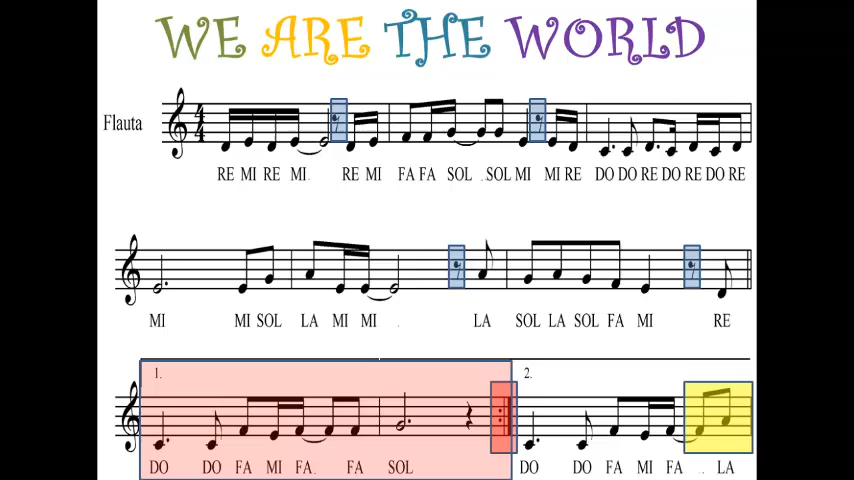 WE ARE THE WORLD
Flauta
RE MI RE MI. RE MI FA FA SOL . SOL MI MI RE DO DO RE DO RE DO RE
MI MI SOL LA MI MI . LA SOL LA SOL FA MI RE
1. 2.
DO DO FA MI FA. FA SOL DO DO FA MI FA . LA